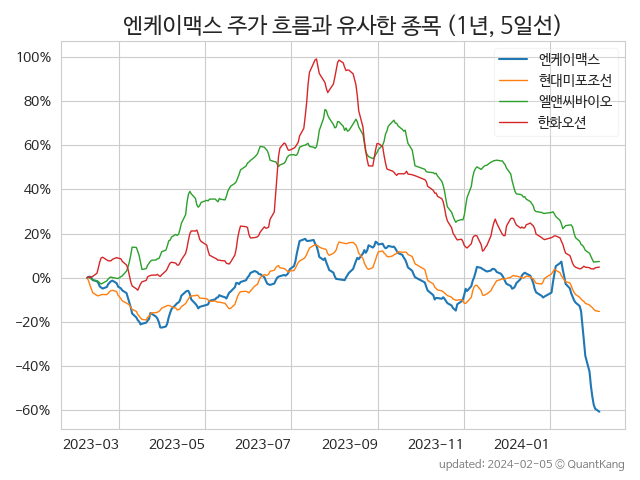 엔케이맥스 주가 흐름과 유사한 종목 (1년, 5일선)
엔케이맥스
현대미포조선
엘앤씨바이오
한화오션
100%
80%
60%
40%
20%
0%
−20%
−40%
−60%
2023-03 2023-05 2023-07 2023-09 2023-11 2024-01
updated: 2024-02-05 © QuantKang